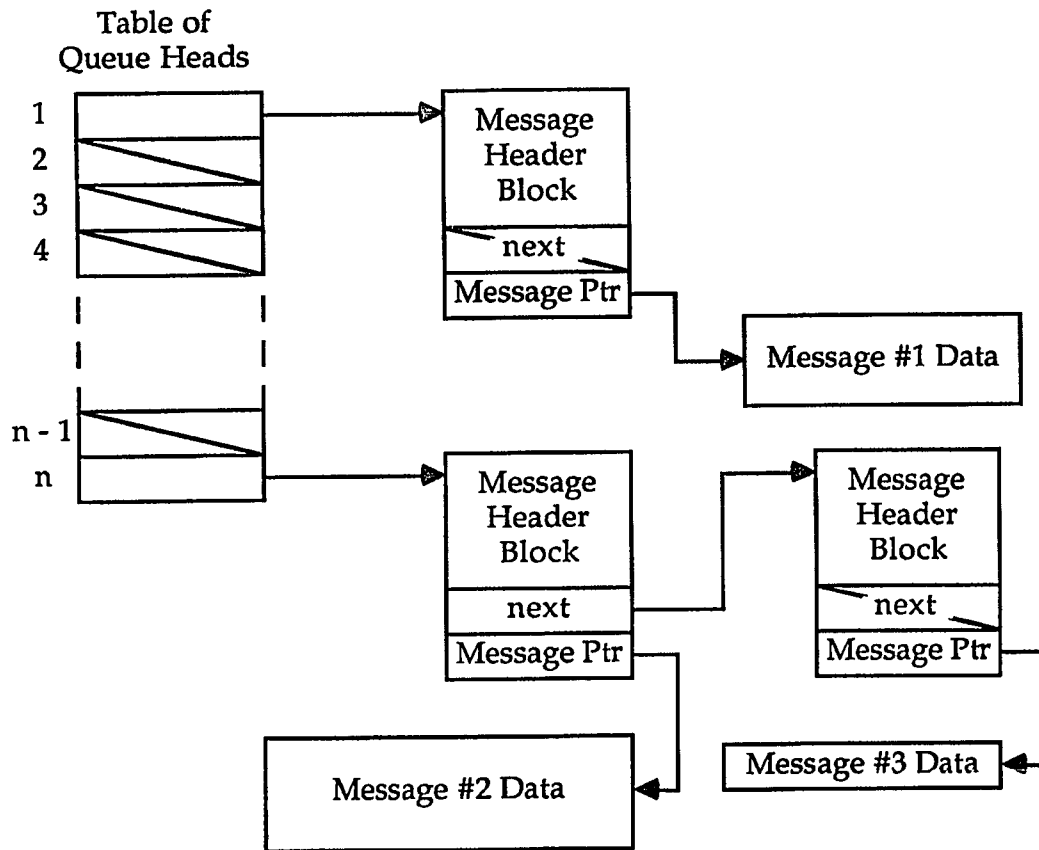 Table of
Queue Heads
1
2
3
4
n - 1
n
Message
Header
Block
next
Message Ptr
Message #1 Data
Message
Header
Block
next
Message Ptr
Message
Header
Block
next
Message Ptr
Message #2 Data
Message #3 Data